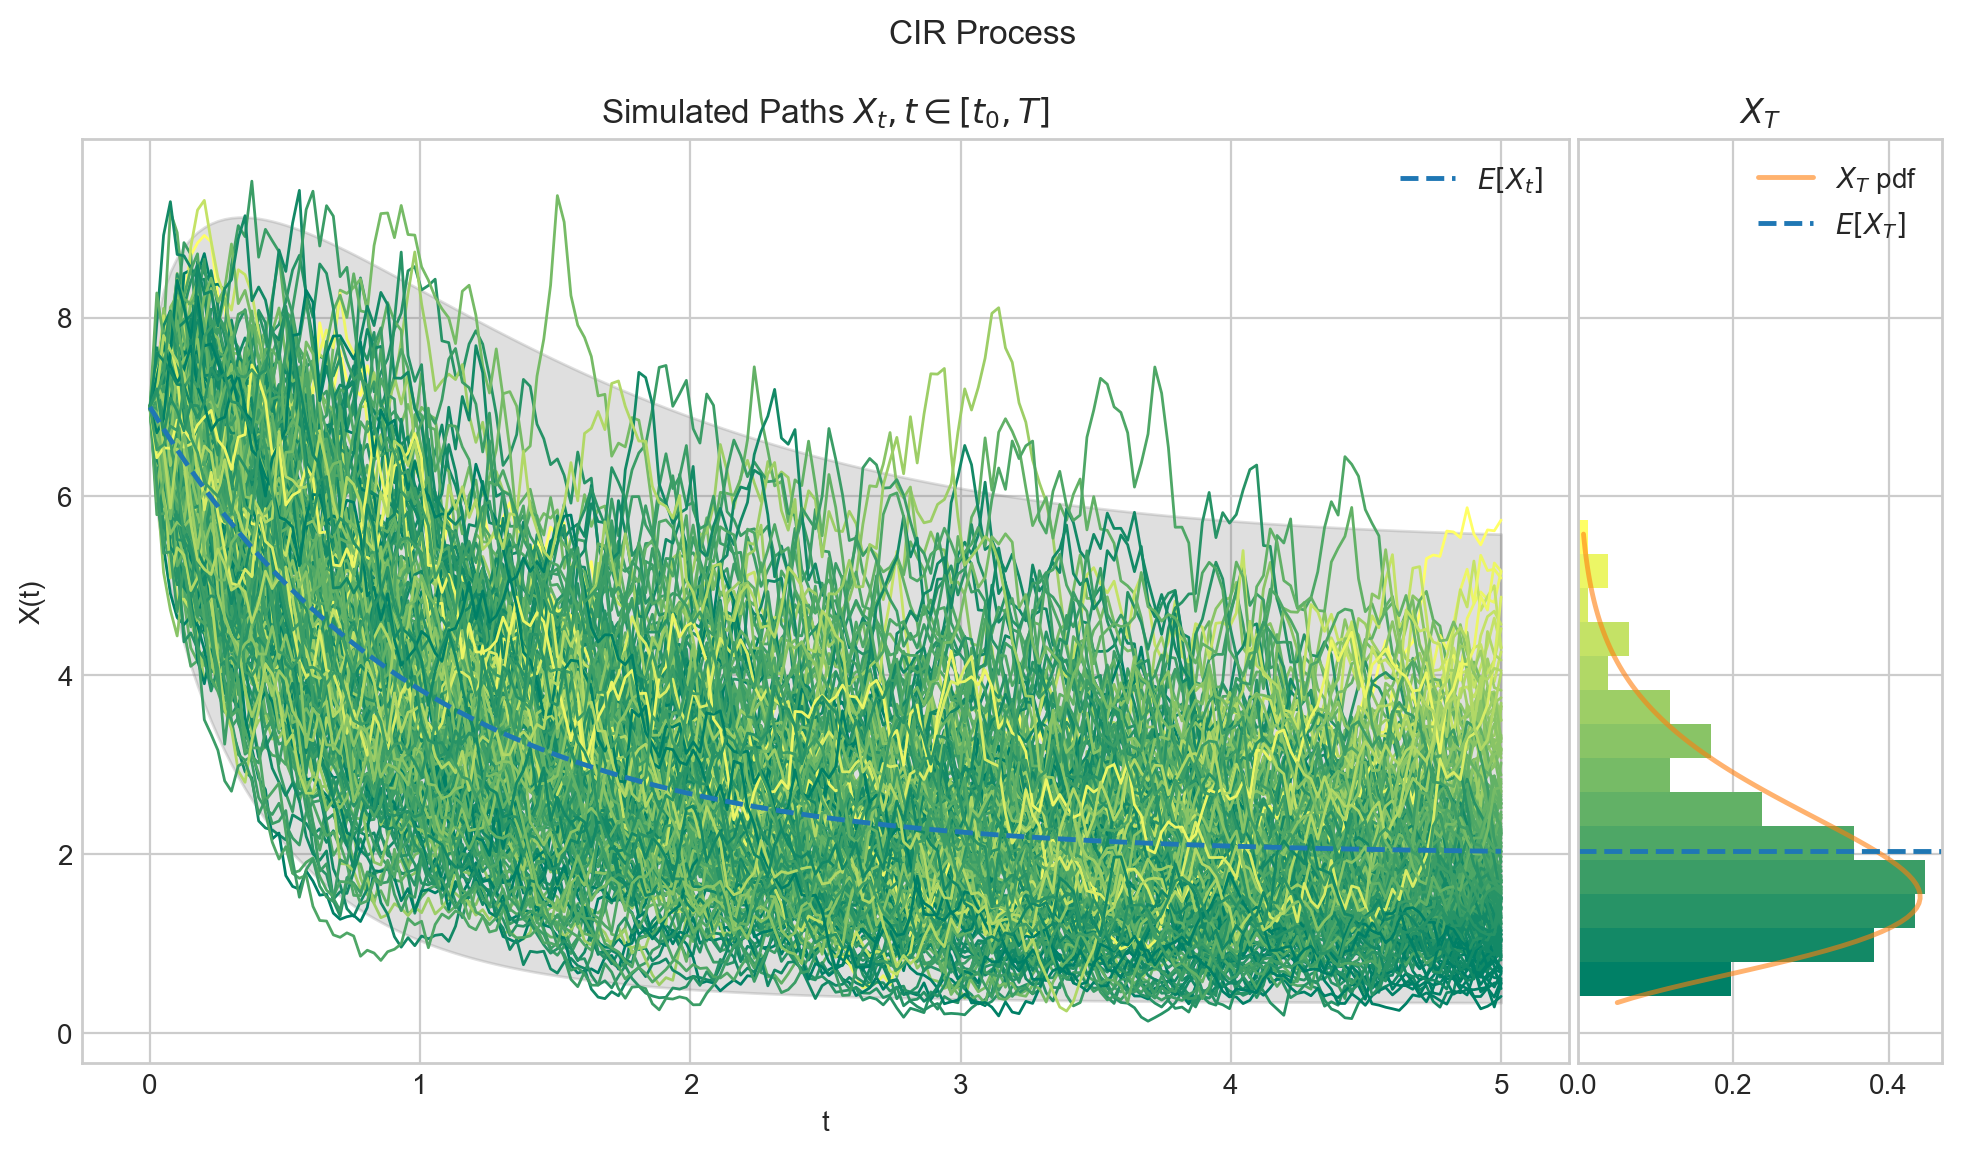 CIR Process
Simulated Paths $X_t, t \in [t_0, T]$
$X_T$
$E[X_t]$
$X_T$ pdf
$E[X_T]$
X(t)
8
6
4
2
0
0 1 2 3 4 5
0.0 0.2 0.4
t